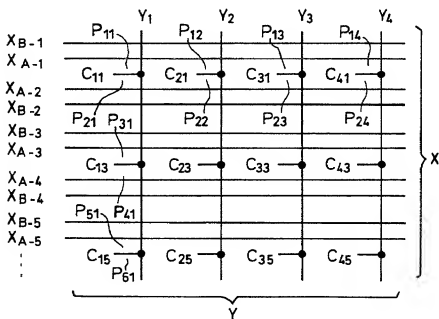 Y1 Y2 Y3 Y4
P11 P12 P13 P14
XB-1
XA-1
C11 C21 C31 C41
XA-2
XB-2
P21 P22 P23 P24
XB-3 P31
XA-3
C13 C23 C33 C43
X
XA-4
XB-4
P51 P41
XB-5
XA-5
C15 C25 C35 C45
P61
Y